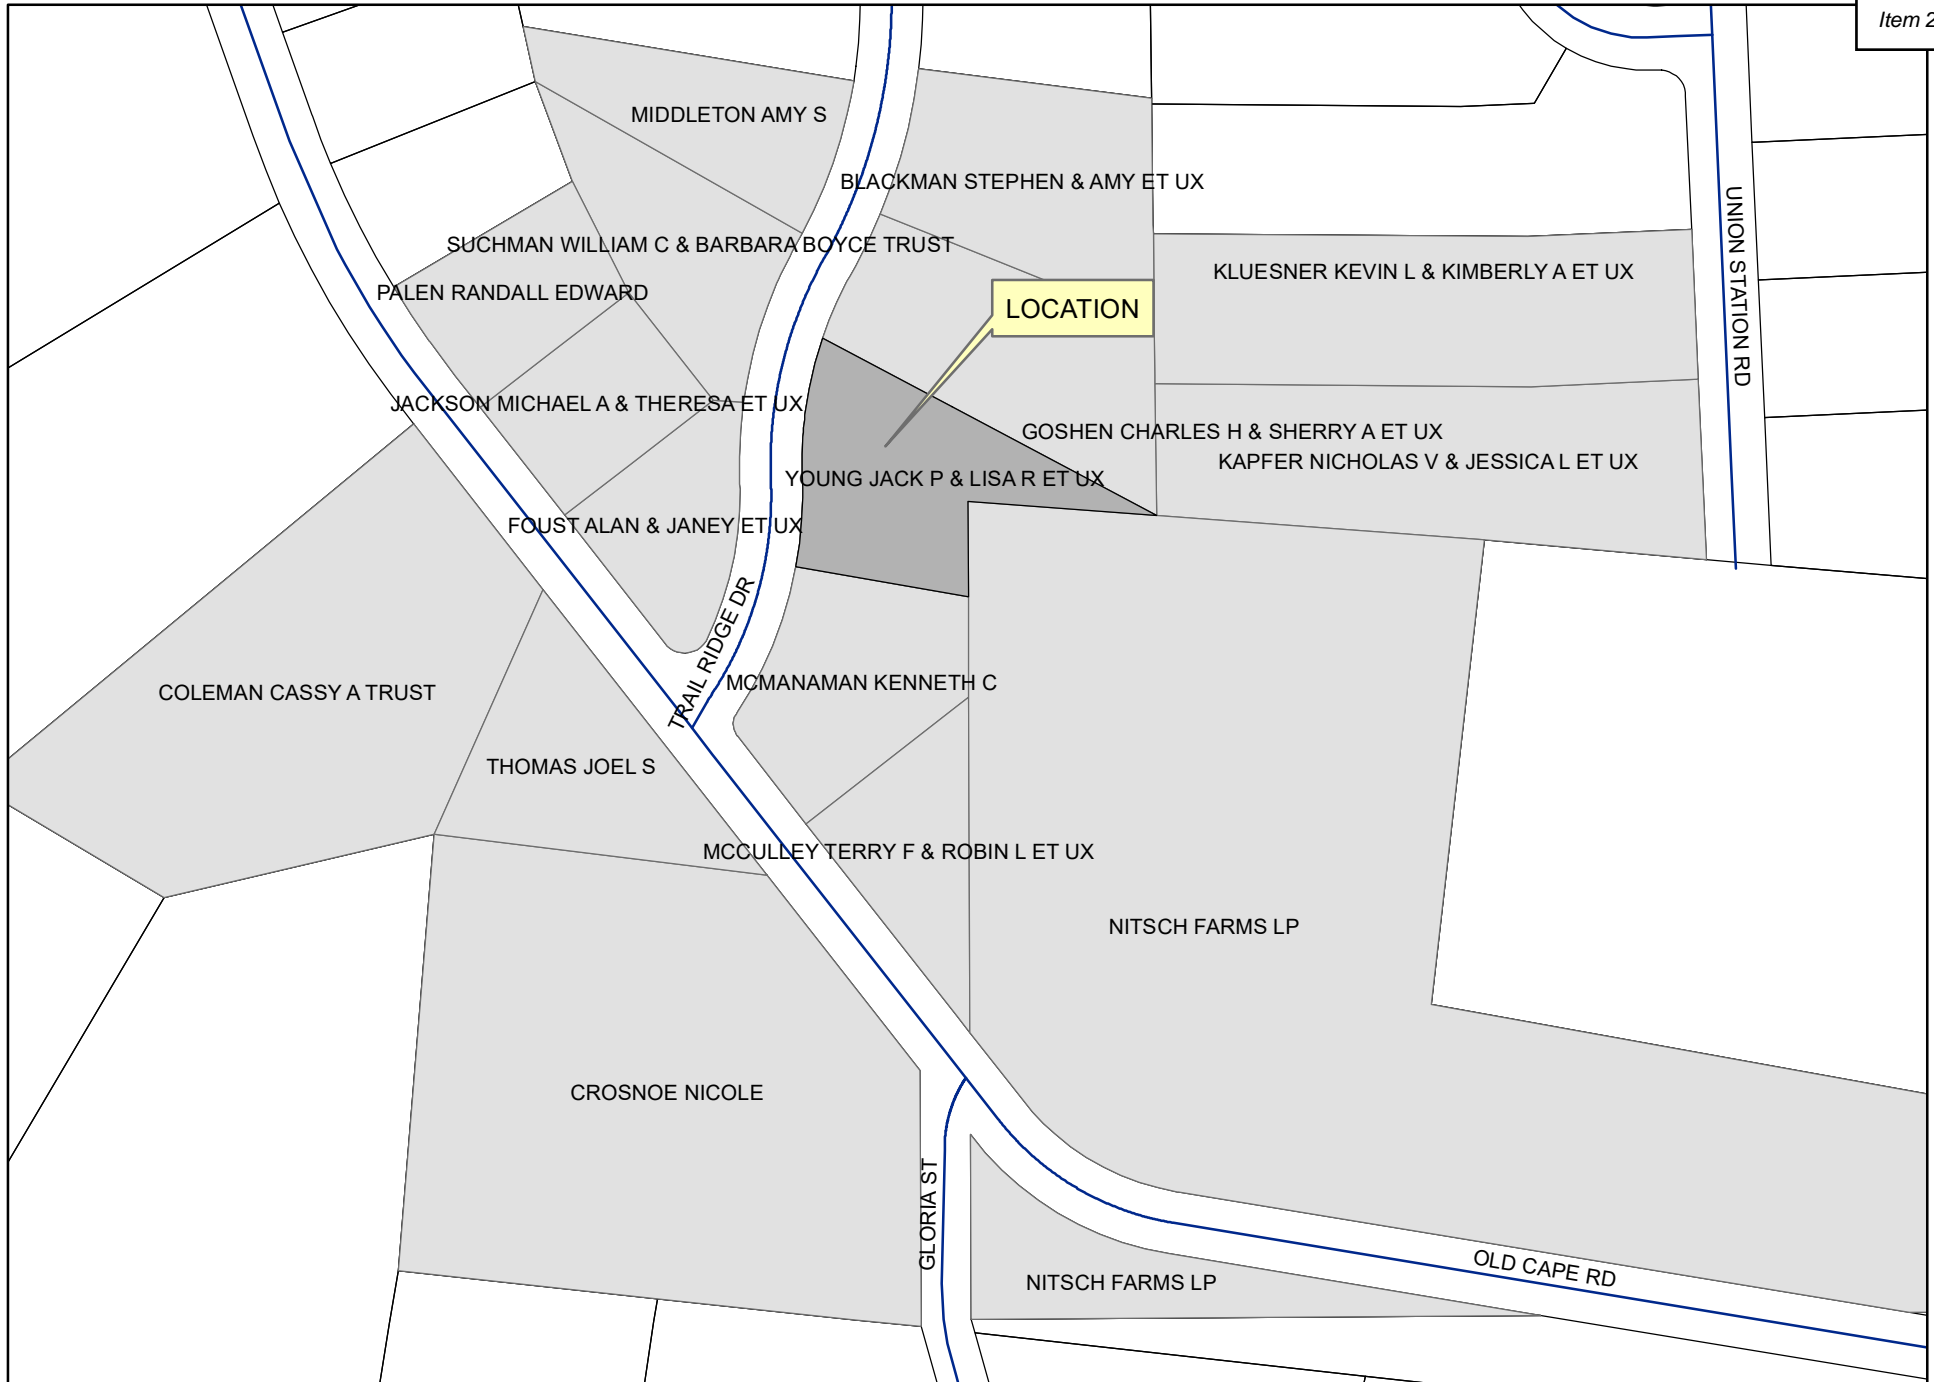 Item 2
MIDDLETON AMY S
BLACKMAN STEPHEN & AMY ET UX
UNION STATION RD
SUCHMAN WILLIAM C & BARBARA BOYCE TRUST
KLUESNER KEVIN L & KIMBERLY A ET UX
PALEN RANDALL EDWARD
LOCATION
JACKSON MICHAEL A & THERESA ET UX
GOSHEN CHARLES H & SHERRY A ET UX
KAPFER NICHOLAS V & JESSICA L ET UX
YOUNG JACK P & LISA R ET UX
FOUST ALAN & JANEY ET UX
TRAIL RIDGE DR
MCMANAMAN KENNETH C
COLEMAN CASSY A TRUST
THOMAS JOEL S
MCCULLEY TERRY F & ROBIN L ET UX
NITSCH FARMS LP
CROSNOE NICOLE
GLORIA ST
OLD CAPE RD
NITSCH FARMS LP